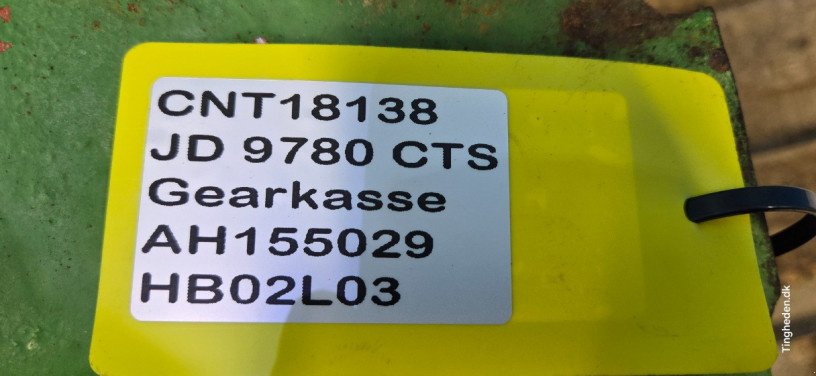 CNT18138
JD 9780 CTS
Gearkasse
AH155029
HB02L03
Tingheden.dk